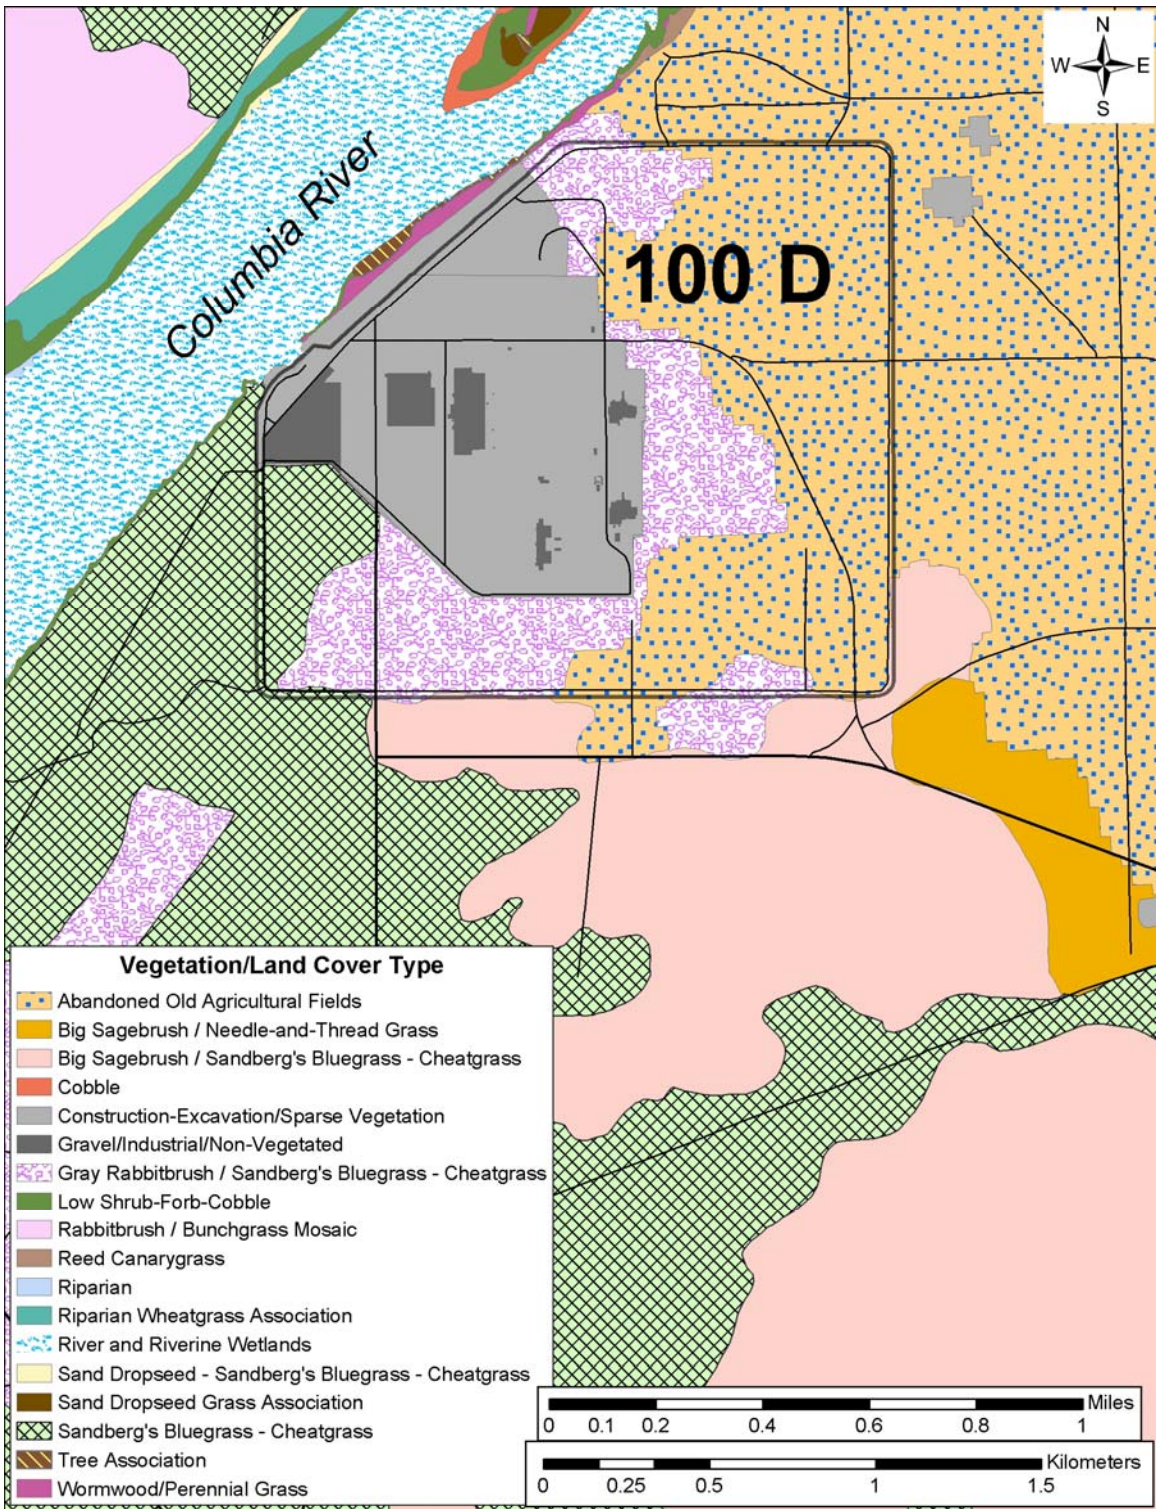 N
W E
S
Columbia River
100 D
Vegetation/Land Cover Type
Abandoned Old Agricultural Fields
Big Sagebrush / Needle-and-Thread Grass
Big Sagebrush / Sandberg's Bluegrass - Cheatgrass
Cobble
Construction-Excavation/Sparse Vegetation
Gravel/Industrial/Non-Vegetated
Gray Rabbitbrush / Sandberg's Bluegrass - Cheatgrass
Low Shrub-Forb-Cobble
Rabbitbrush / Bunchgrass Mosaic
Reed Canarygrass
Riparian
Riparian Wheatgrass Association
River and Riverine Wetlands
Sand Dropseed - Sandberg's Bluegrass - Cheatgrass
Sand Dropseed Grass Association
Sandberg's Bluegrass - Cheatgrass
Tree Association
Wormwood/Perennial Grass
Miles
0 0.1 0.2 0.4 0.6 0.8 1
Kilometers
0 0.25 0.5 1 1.5